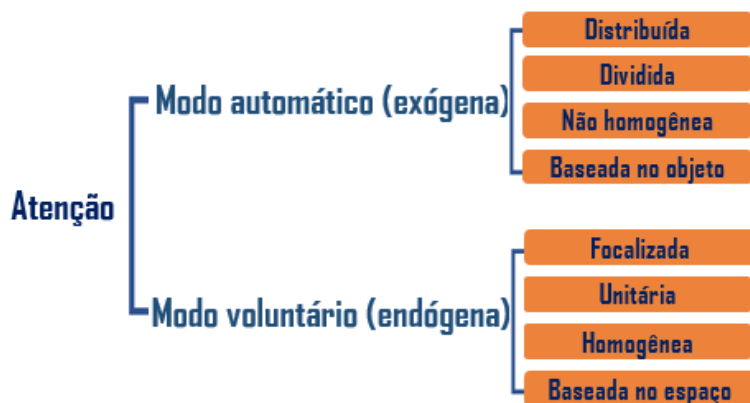 Atenção
Modo automático (exógena)
Distribuída
Dividida
Não homogênea
Baseada no objeto
Modo voluntário (endógena)
Focalizada
Unitária
Homogênea
Baseada no espaço